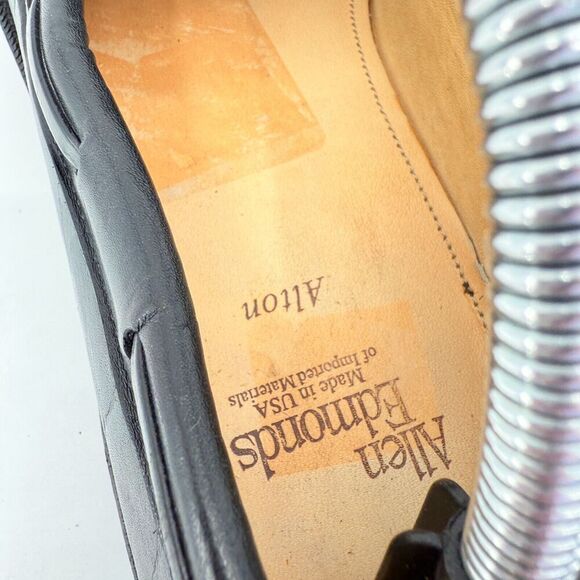 Allen
Edmonds
Made in USA
of Imported Materials
Alton